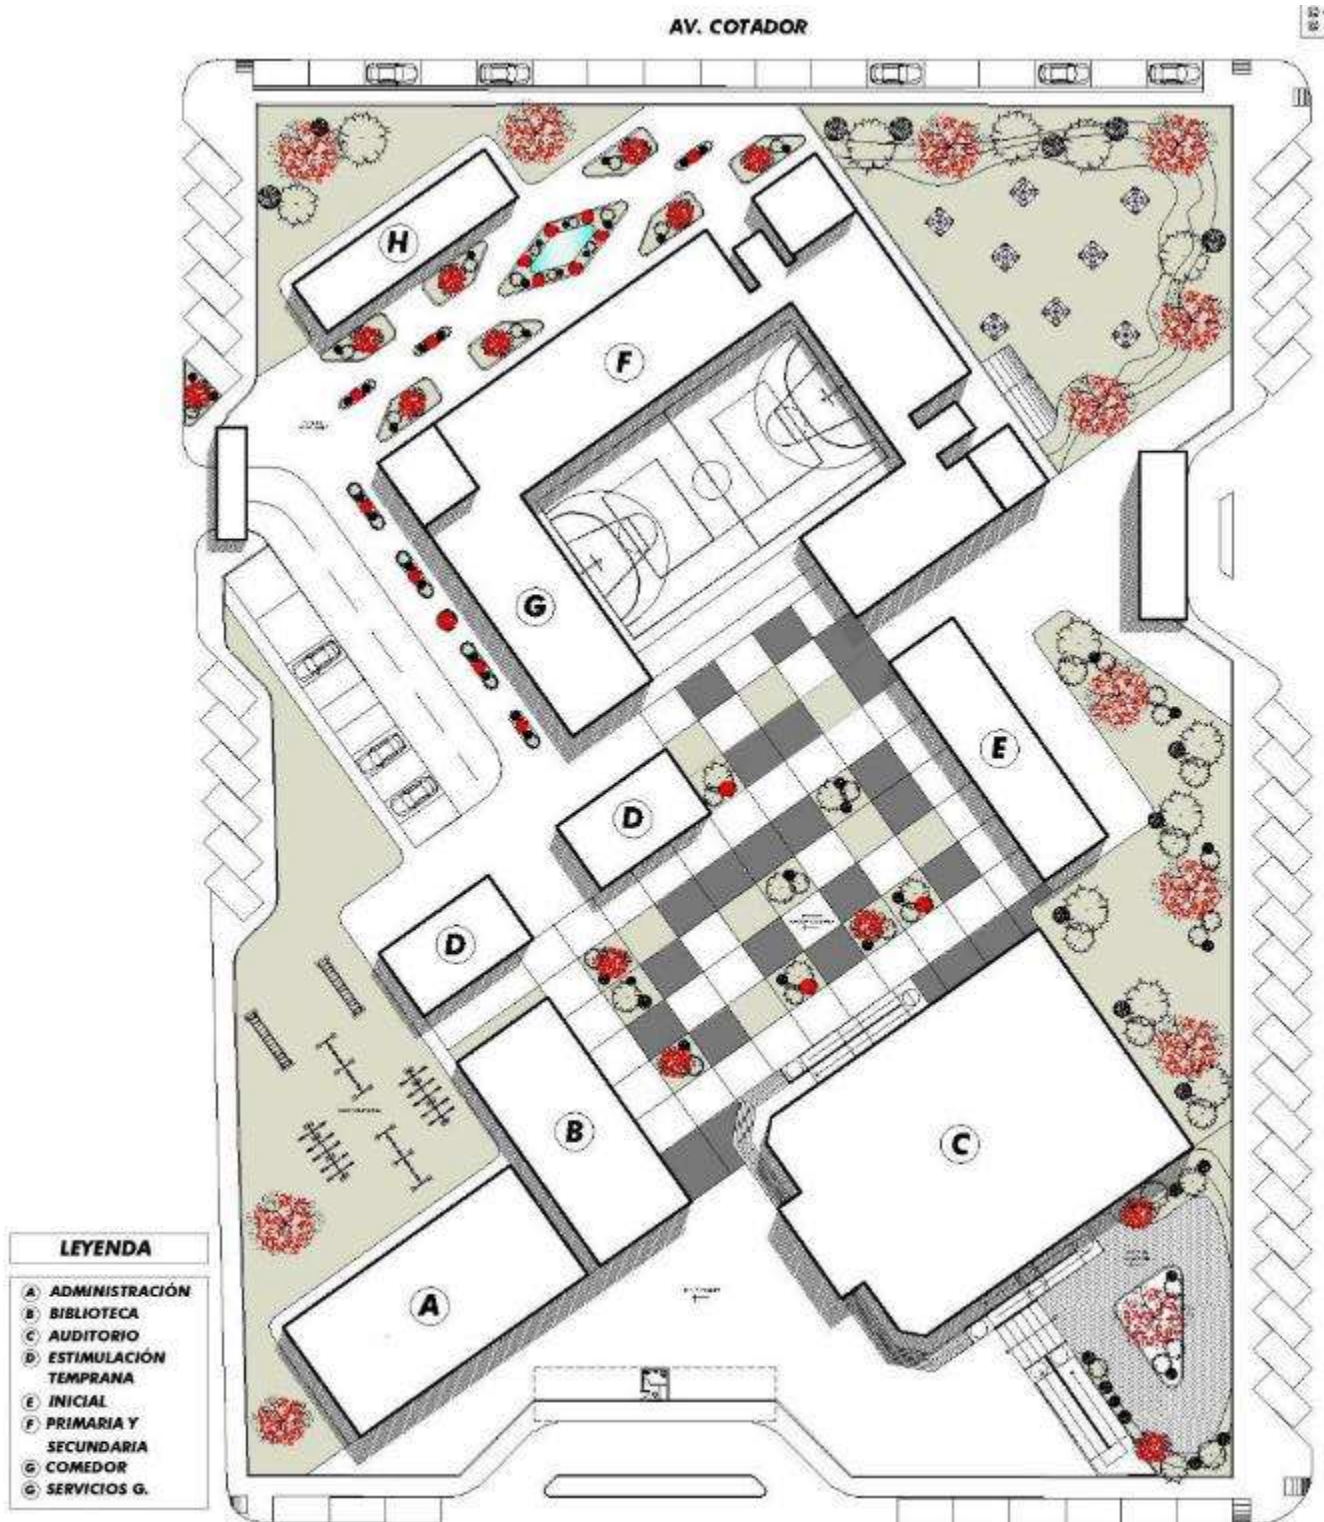 AV. COTADOR
H
F
G
E
D
D
B
C
A
LEYENDA
A ADMINISTRACIÓN
B BIBLIOTECA
C AUDITORIO
D ESTIMULACIÓN
TEMPRANA
E INICIAL
F PRIMARIA Y
SECUNDARIA
G COMEDOR
G SERVICIOS G.